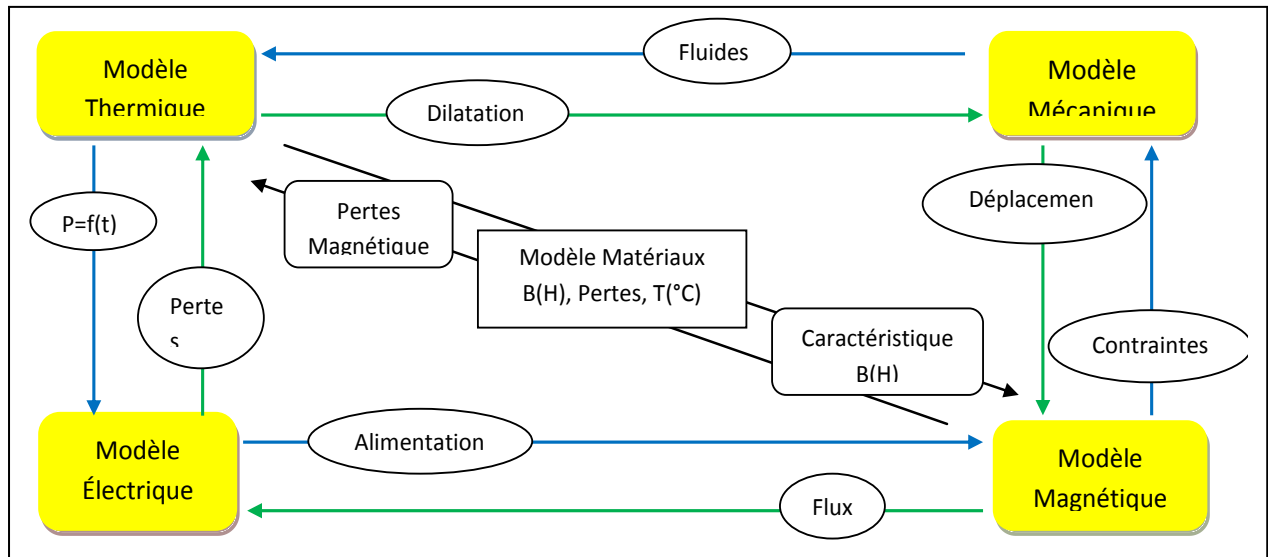 Fluides
Modèle
Thermique
Modèle
Mécanique
Dilatation
Pertes
Magnétique
Déplacemen
P=f(t)
Modèle Matériaux
B(H), Pertes, T(°C)
Perte
s
Caractéristique
B(H)
Contraintes
Modèle
Électrique
Alimentation
Modèle
Magnétique
Flux